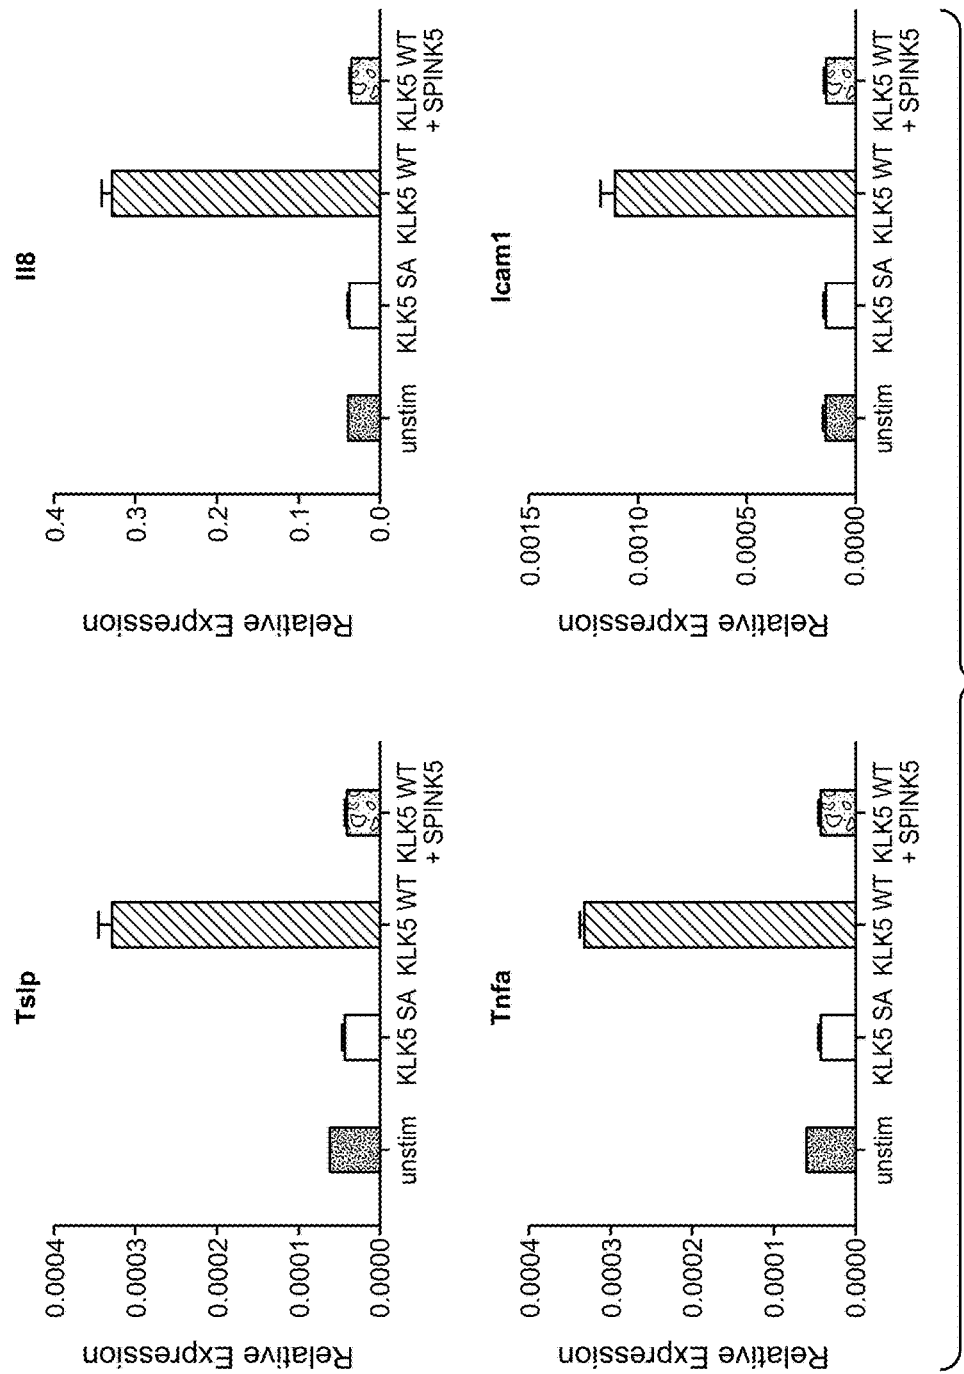 Tslp
Relative Expression
0.0004
0.0003
0.0002
0.0001
0.0000
unstim
KLK5 SA
KLK5 WT
KLK5 WT
+ SPINK5
Il8
Relative Expression
0.4
0.3
0.2
0.1
0.0
unstim
KLK5 SA
KLK5 WT
KLK5 WT
+ SPINK5
Tnfa
Relative Expression
0.0004
0.0003
0.0002
0.0001
0.0000
unstim
KLK5 SA
KLK5 WT
KLK5 WT
+ SPINK5
Icam1
Relative Expression
0.0015
0.0010
0.0005
0.0000
unstim
KLK5 SA
KLK5 WT
KLK5 WT
+ SPINK5